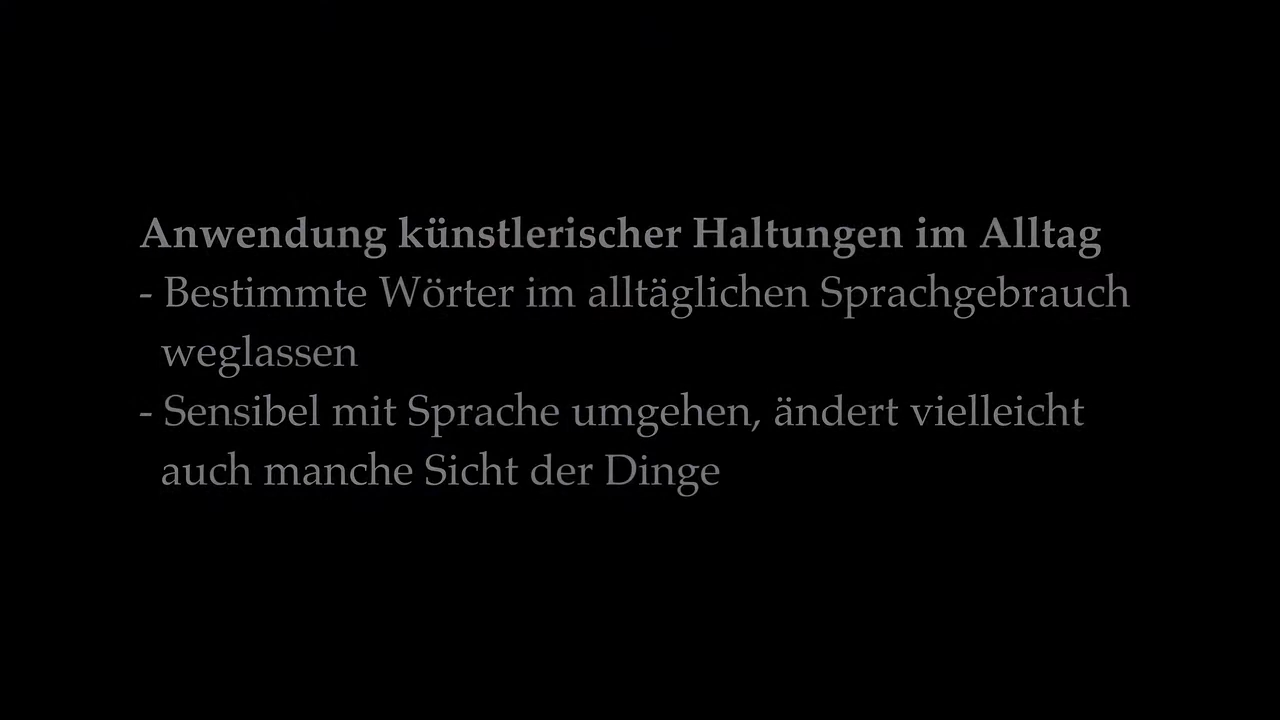 Anwendung künstlerischer Haltungen im Alltag
- Bestimmte Wörter im alltäglichen Sprachgebrauch
weglassen
- Sensibel mit Sprache umgehen, ändert vielleicht
auch manche Sicht der Dinge